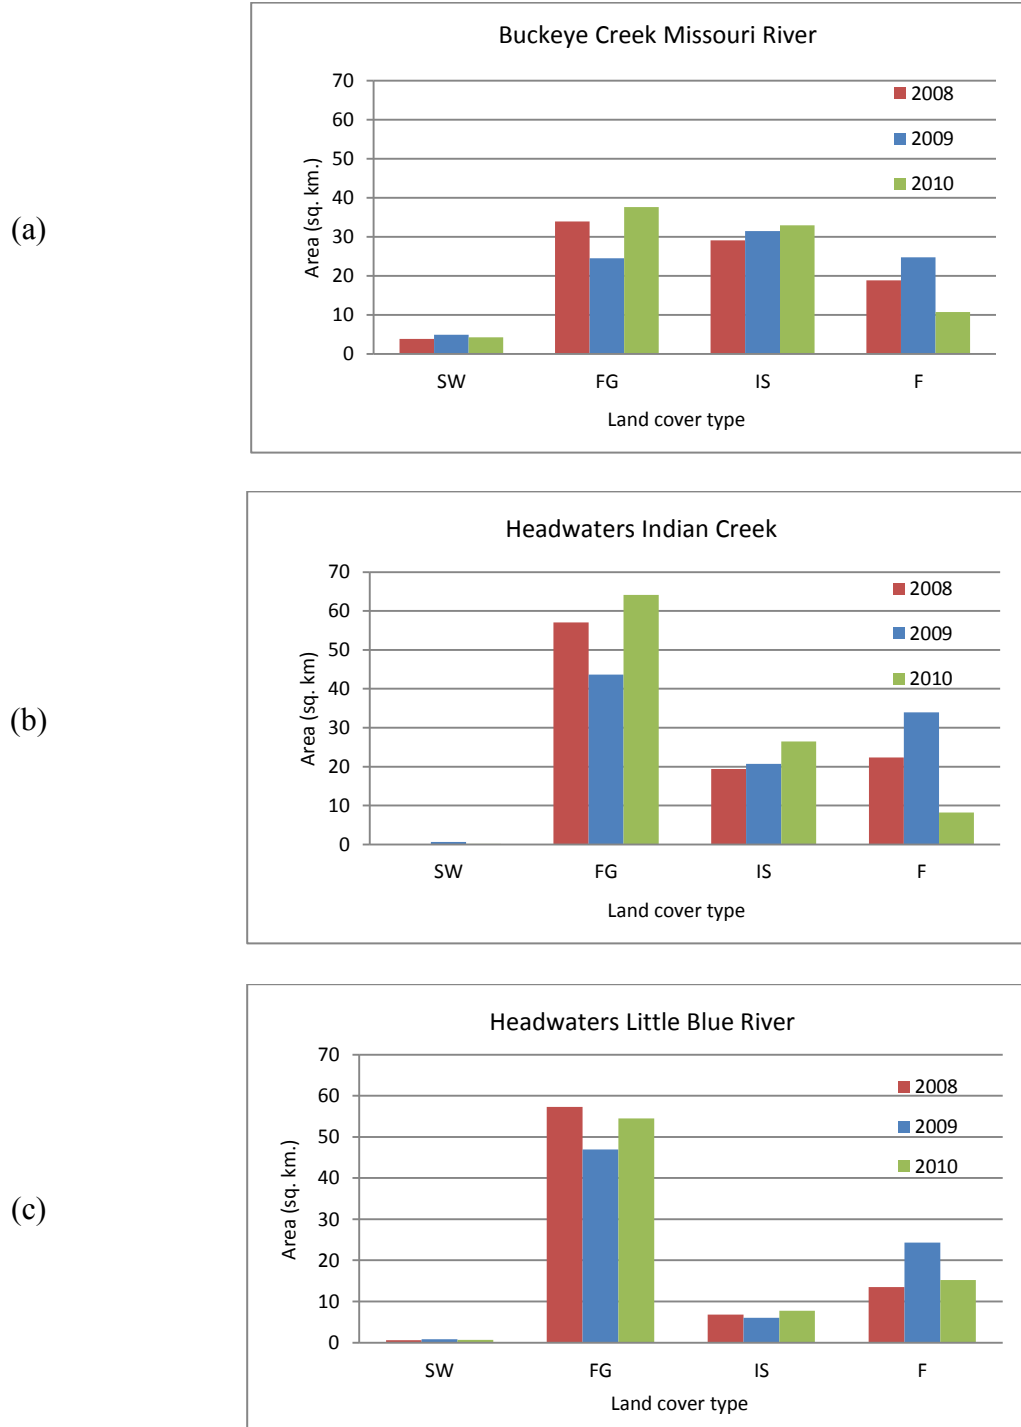 (a)
Buckeye Creek Missouri River
Area (sq. km.)
70
60
50
40
30
20
10
0
2008
2009
2010
SW FG IS F
Land cover type
(b)
Headwaters Indian Creek
Area (sq. km)
70
60
50
40
30
20
10
0
2008
2009
2010
SW FG IS F
Land cover type
(c)
Headwaters Little Blue River
Area (sq. km.)
70
60
50
40
30
20
10
0
2008
2009
2010
SW FG IS F
Land cover type